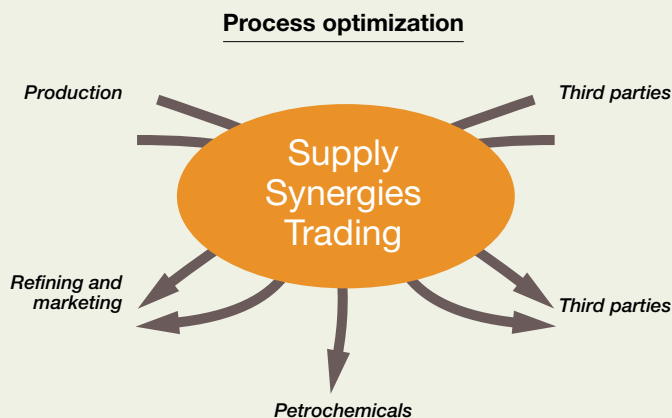 Process optimization
Production
Third parties
Supply
Synergies
Trading
Refining and
marketing
Third parties
Petrochemicals